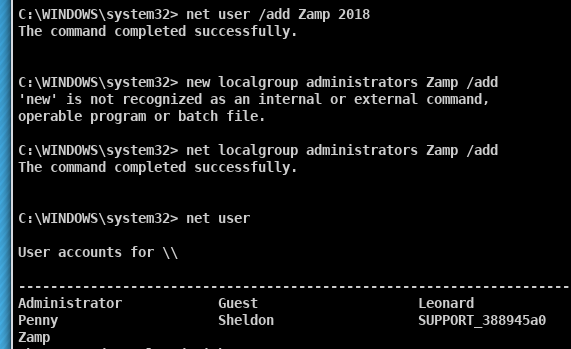 C:\WINDOWS\system32> net user /add Zamp 2018
The command completed successfully.
C:\WINDOWS\system32> new localgroup administrators Zamp /add
'new' is not recognized as an internal or external command,
operable program or batch file.
C:\WINDOWS\system32> net localgroup administrators Zamp /add
The command completed successfully.
C:\WINDOWS\system32> net user
User accounts for \\
-------------------------------------------------------------------------------
Administrator Guest Leonard
Penny Sheldon SUPPORT_388945a0
Zamp